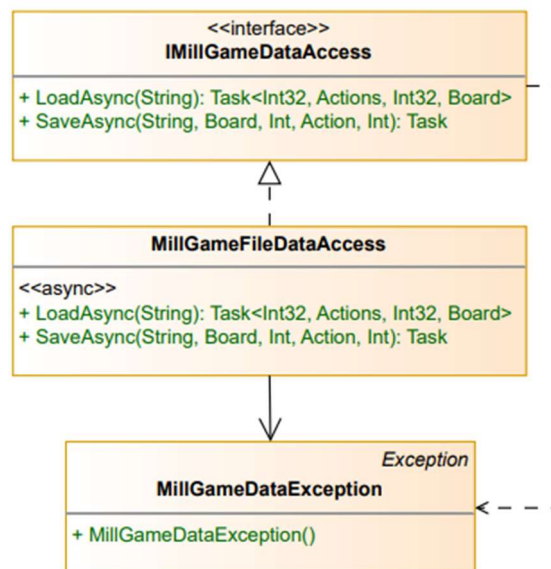 <<interface>>
IMillGameDataAccess
+ LoadAsync(String): Task<Int32, Actions, Int32, Board>
+ SaveAsync(String, Board, Int, Action, Int): Task
MillGameFileDataAccess
<<async>>
+ LoadAsync(String): Task<Int32, Actions, Int32, Board>
+ SaveAsync(String, Board, Int, Action, Int): Task
Exception
MillGameDataException
+ MillGameDataException()